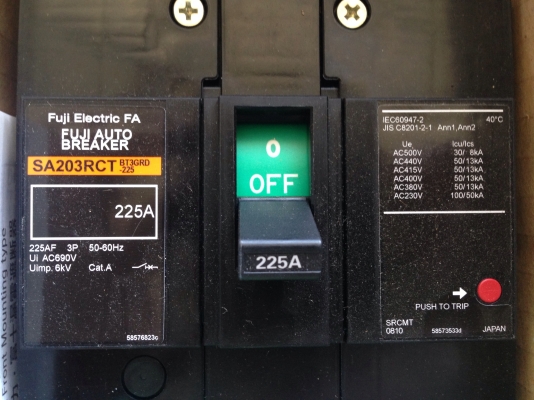 Fuji Electric FA
FUJI AUTO
BREAKER
SA203RCT BT3GRD
-225
225A
225AF 3P 50-60Hz
Ui AC690V
Uimp. 6kV Cat.A
58576823c
0
OFF
225A
IEC60947-2 40°C
JIS C8201-2-1 Ann1,Ann2
Ue Icu/Ics
AC500V 30/ 8kA
AC440V 50/13kA
AC415V 50/13kA
AC400V 50/13kA
AC380V 50/13kA
AC230V 100/50kA
PUSH TO TRIP
SRCMT
0810 58573533d JAPAN
Front Mounting type